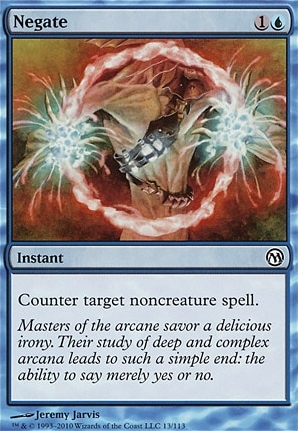 Negate 1
Instant
Counter target noncreature spell.
Masters of the arcane savor a delicious
irony. Their study of deep and complex
arcana leads to such a simple end: the
ability to say merely yes or no.
Jeremy Jarvis
™ & © 1993–2010 Wizards of the Coast LLC 13/113